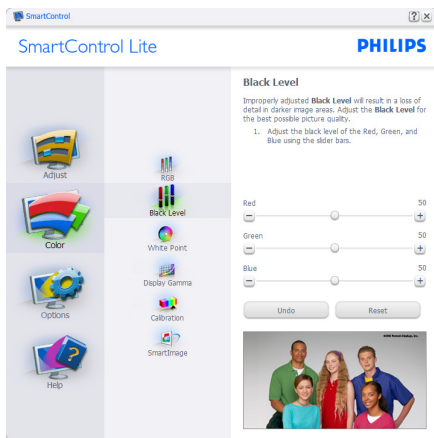 SmartControl
SmartControl Lite
PHILIPS
Adjust
Color
Options
Help
RGB
Black Level
White Point
Display Gamma
Calibration
SmartImage
Black Level
Improperly adjusted Black Level will result in a loss of
detail in darker image areas. Adjust the Black Level for
the best possible picture quality.
1. Adjust the black level of the Red, Green, and
Blue using the slider bars.
Red 50
Green 50
Blue 50
Undo Reset